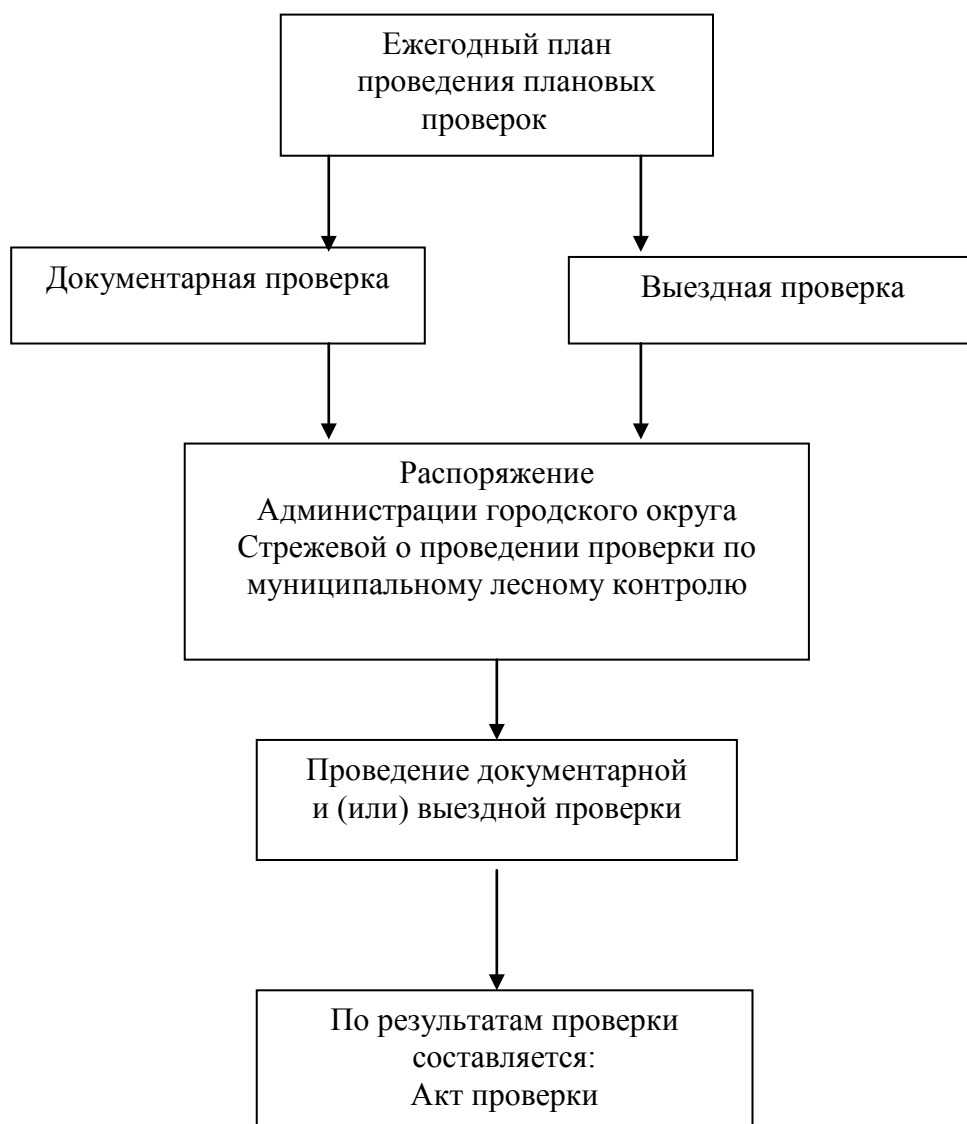 Ежегодный план
проведения плановых
проверок
Документарная проверка
Выездная проверка
Распоряжение
Администрации городского округа
Стрежевой о проведении проверки по
муниципальному лесному контролю
Проведение документарной
и (или) выездной проверки
По результатам проверки
составляется:
Акт проверки